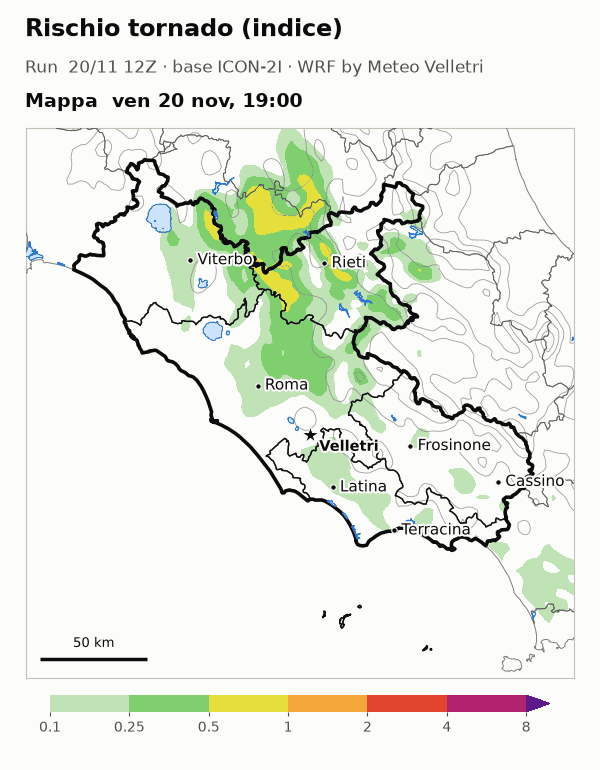 Rischio tornado (indice)
Run  20/11 12Z · base ICON-2I · WRF by Meteo Velletri
Mappa  ven 20 nov, 19:00
Viterbo
Rieti
Roma
Velletri
Frosinone
Cassino
Latina
Terracina
50 km
0.1 0.25 0.5 1 2 4 8